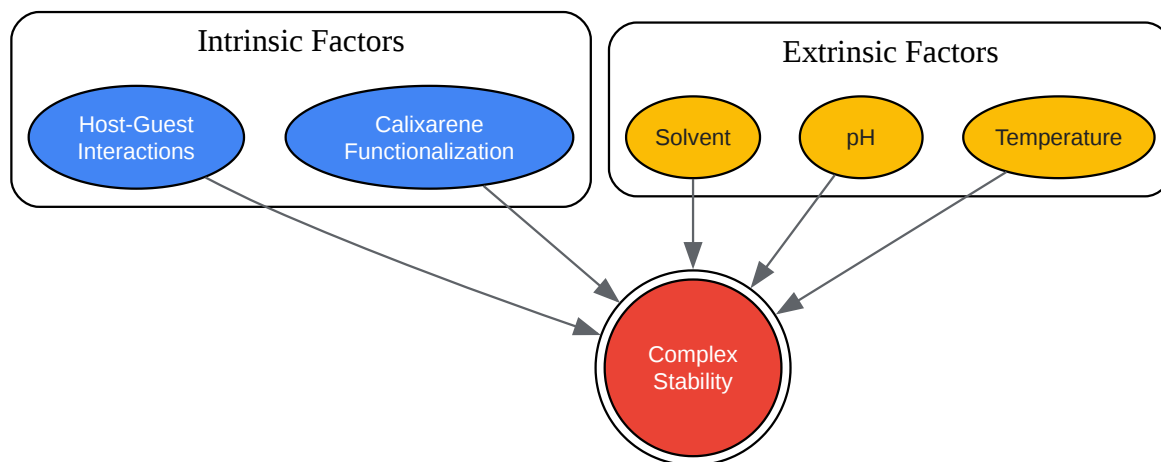 Intrinsic Factors
Extrinsic Factors
Host-Guest
Interactions
Calixarene
Functionalization
Solvent
pH
Temperature
Complex
Stability